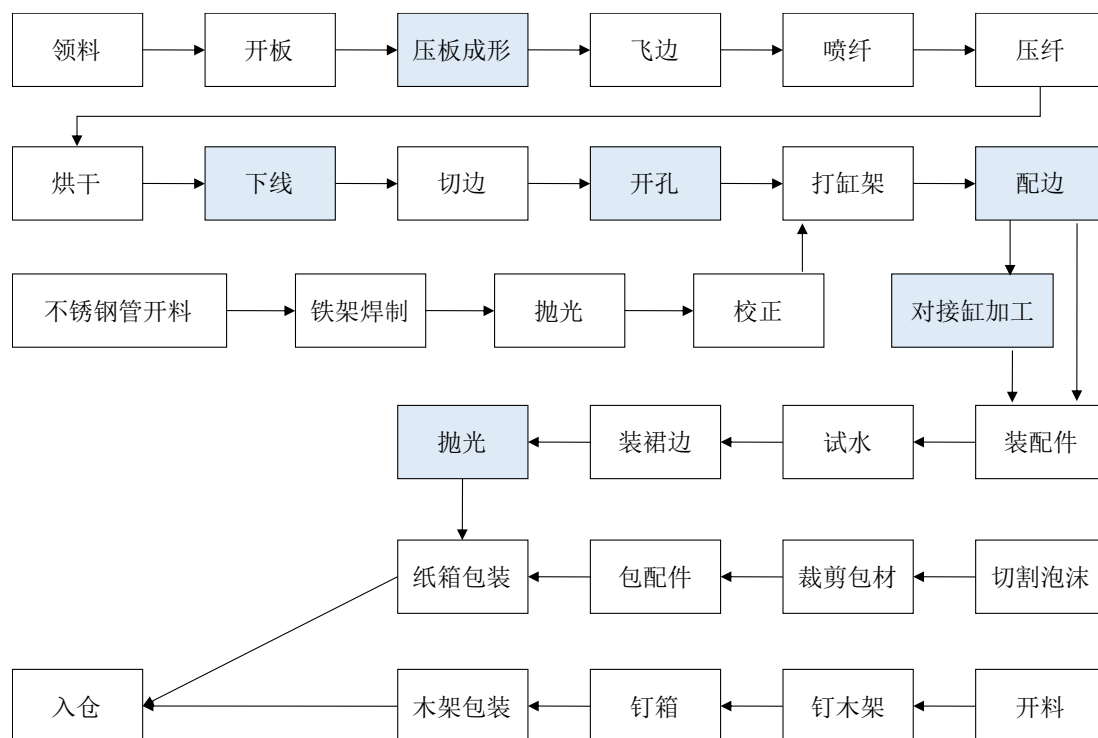 领料
开板
压板成形
飞边
喷纤
压纤
烘干
下线
切边
开孔
打缸架
配边
不锈钢管开料
铁架焊制
抛光
校正
对接缸加工
抛光
装裙边
试水
装配件
纸箱包装
包配件
裁剪包材
切割泡沫
入仓
木架包装
钉箱
钉木架
开料